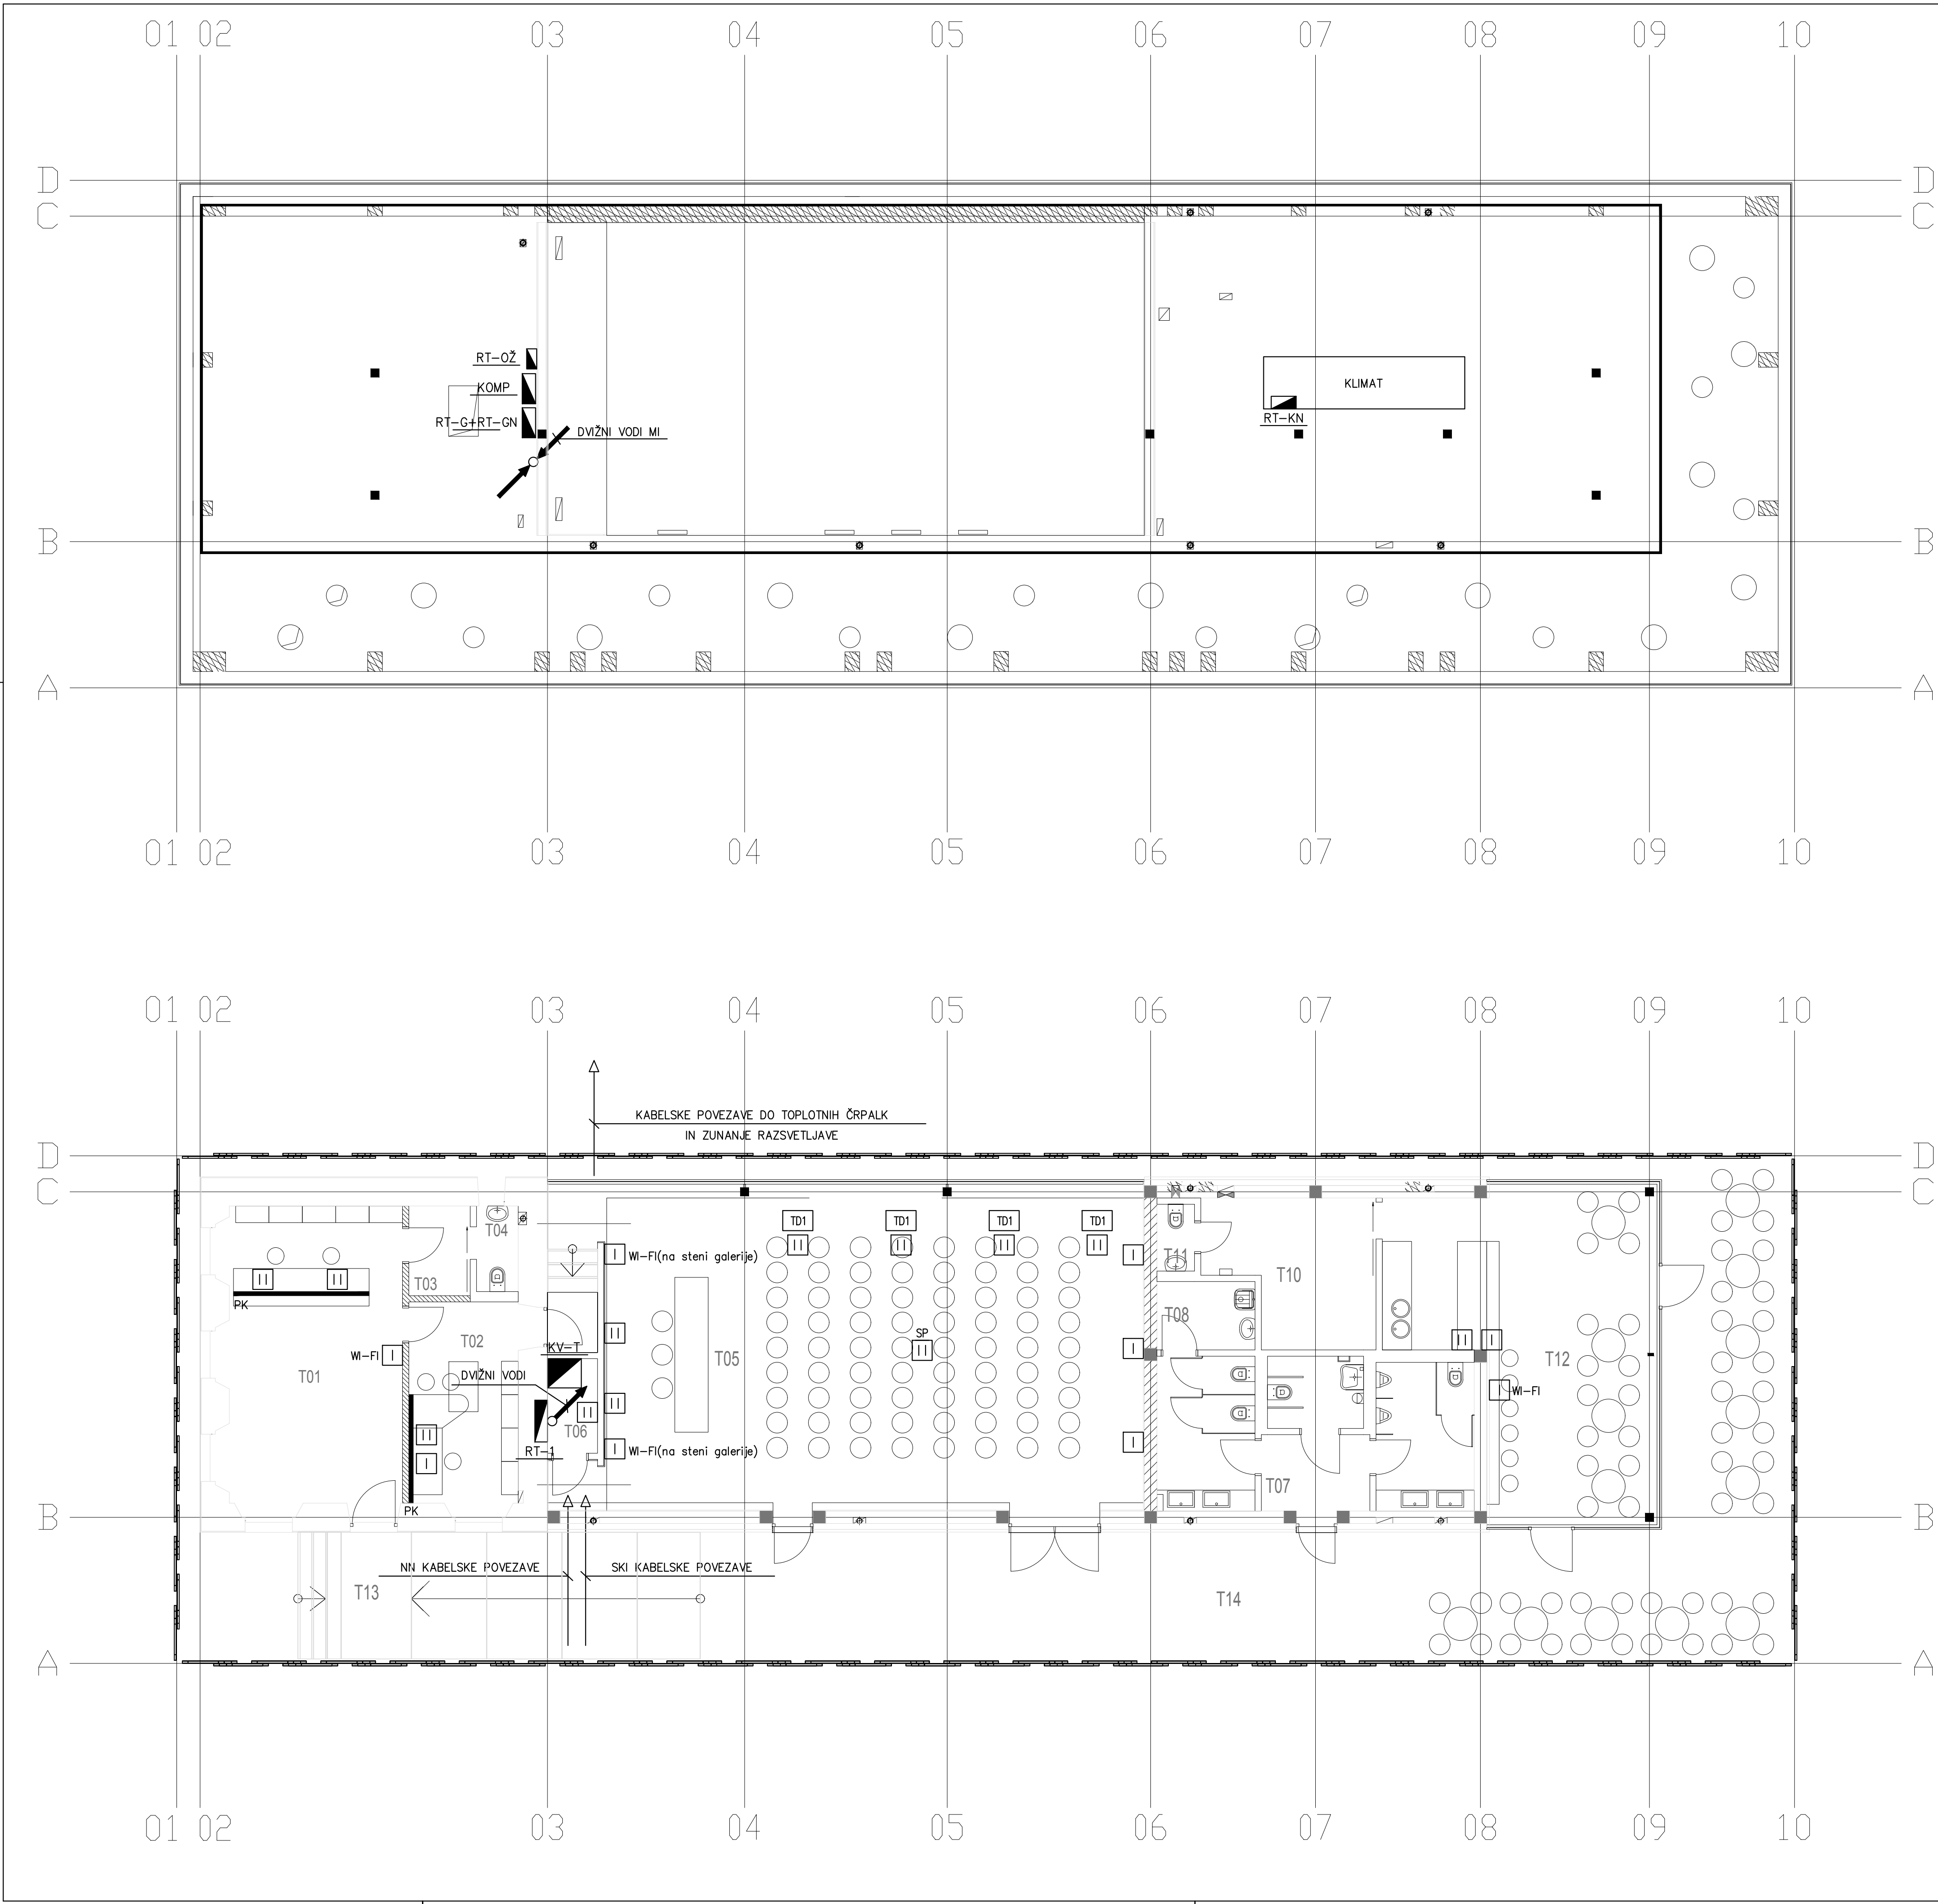 01 02 03 04 05 06 07 08 09 10
D D
C C
RT-OŽ
KOMP
KLIMAT
RT-G+RT-GN
RT-KN
DVIŽNI VODI MI
B B
A A
01 02 03 04 05 06 07 08 09 10
01 02 03 04 05 06 07 08 09 10
KABELSKE POVEZAVE DO TOPLOTNIH ČRPALK
IN ZUNANJE RAZSVETLJAVE
D D
C C
TD1 TD1 TD1 TD1
T04
WI-FI(na steni galerije)
T11
T10
T03
PK
T08
T02
SP
KV-T
WI-FI
T05
T12
T01
DVIŽNI VODI
WI-FI
T06
RT-1
WI-FI(na steni galerije)
T07
PK
B B
NN KABELSKE POVEZAVE
SKI KABELSKE POVEZAVE
T13
T14
A A
01 02 03 04 05 06 07 08 09 10